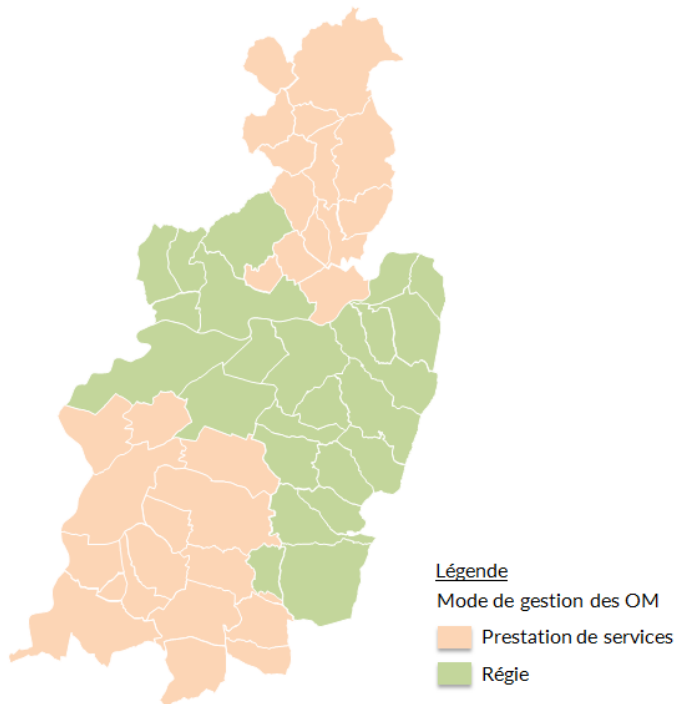 Légende
Mode de gestion des OM
Prestation de services
Régie